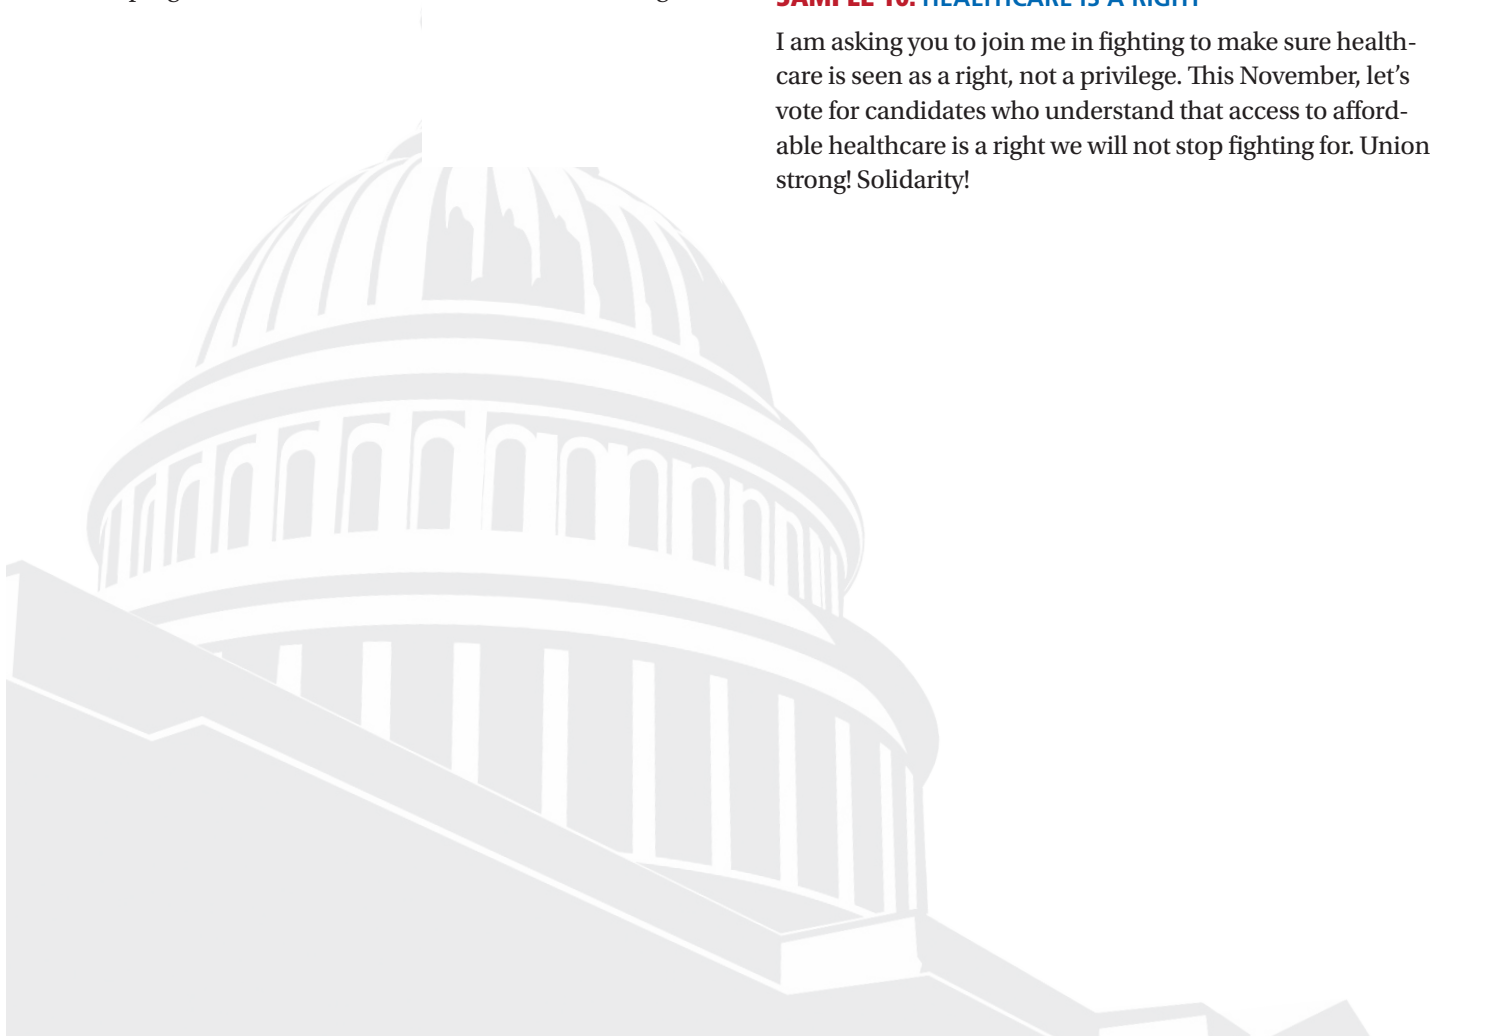 SAMPLE 10: HEALTHCARE IS A RIGHT
I am asking you to join me in fighting to make sure health-
care is seen as a right, not a privilege. This November, let’s
vote for candidates who understand that access to afford-
able healthcare is a right we will not stop fighting for. Union
strong! Solidarity!